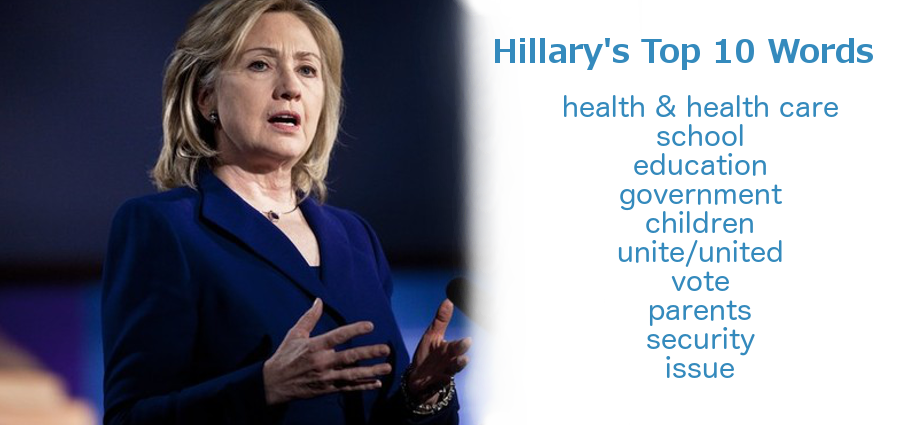 Hillary's Top 10 Words
health & health care
school
education
government
children
unite/united
vote
parents
security
issue